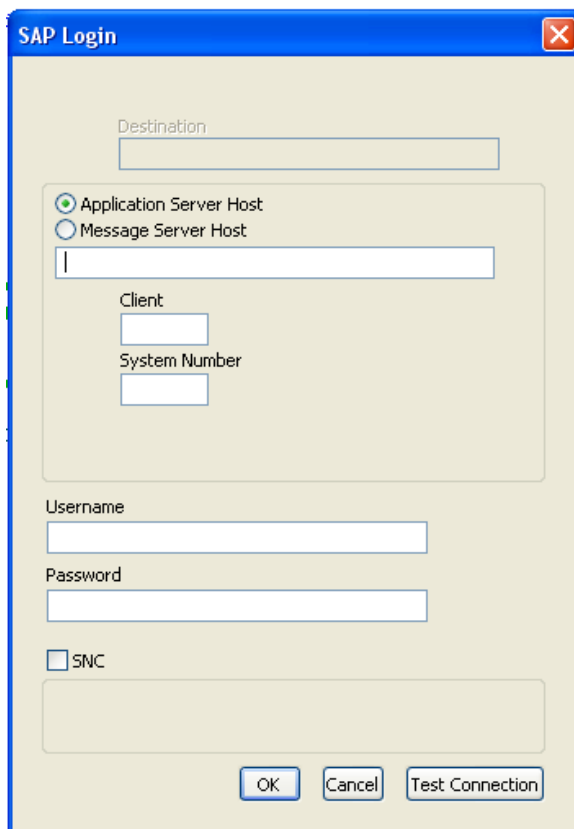 SAP Login
Destination
Application Server Host
Message Server Host
Client
System Number
Username
Password
SNC
OK Cancel Test Connection